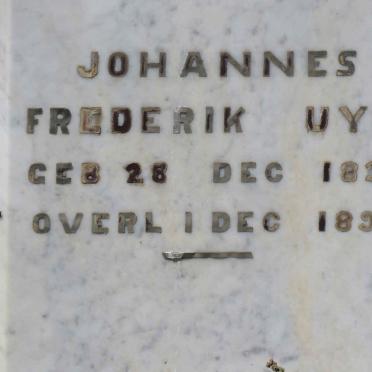 JOHANNES
FREDERIK UY
GEB 28 DEC 18
OVERL 1 DEC 18